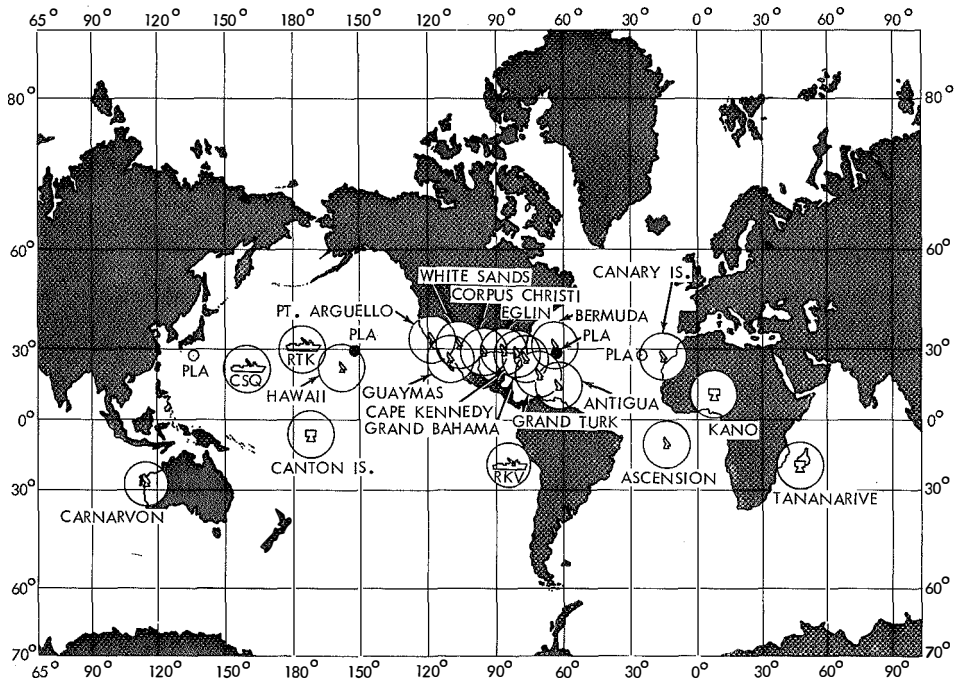 65° 90° 120° 150° 180° 150° 120° 90° 60° 30° 0° 30° 60° 90°
80° 80°
60° 60°
CANARY IS.
WHITE SANDS
CORPUS CHRISTI
EGLIN
PT. ARGUELLO
BERMUDA
PLA
PLA
30° 30°
RTK
PLA
PLA
CSQ
HAWAII
GUAYMAS
CAPE KENNEDY
GRAND BAHAMA
ANTIGUA
GRAND TURK
KANO
0° 0°
CANTON IS.
RKV
ASCENSION
TANANARIVE
30° 30°
CARNARVON
60° 60°
70° 70°
65° 90° 120° 150° 180° 150° 120° 90° 60° 30° 0° 30° 60° 90°